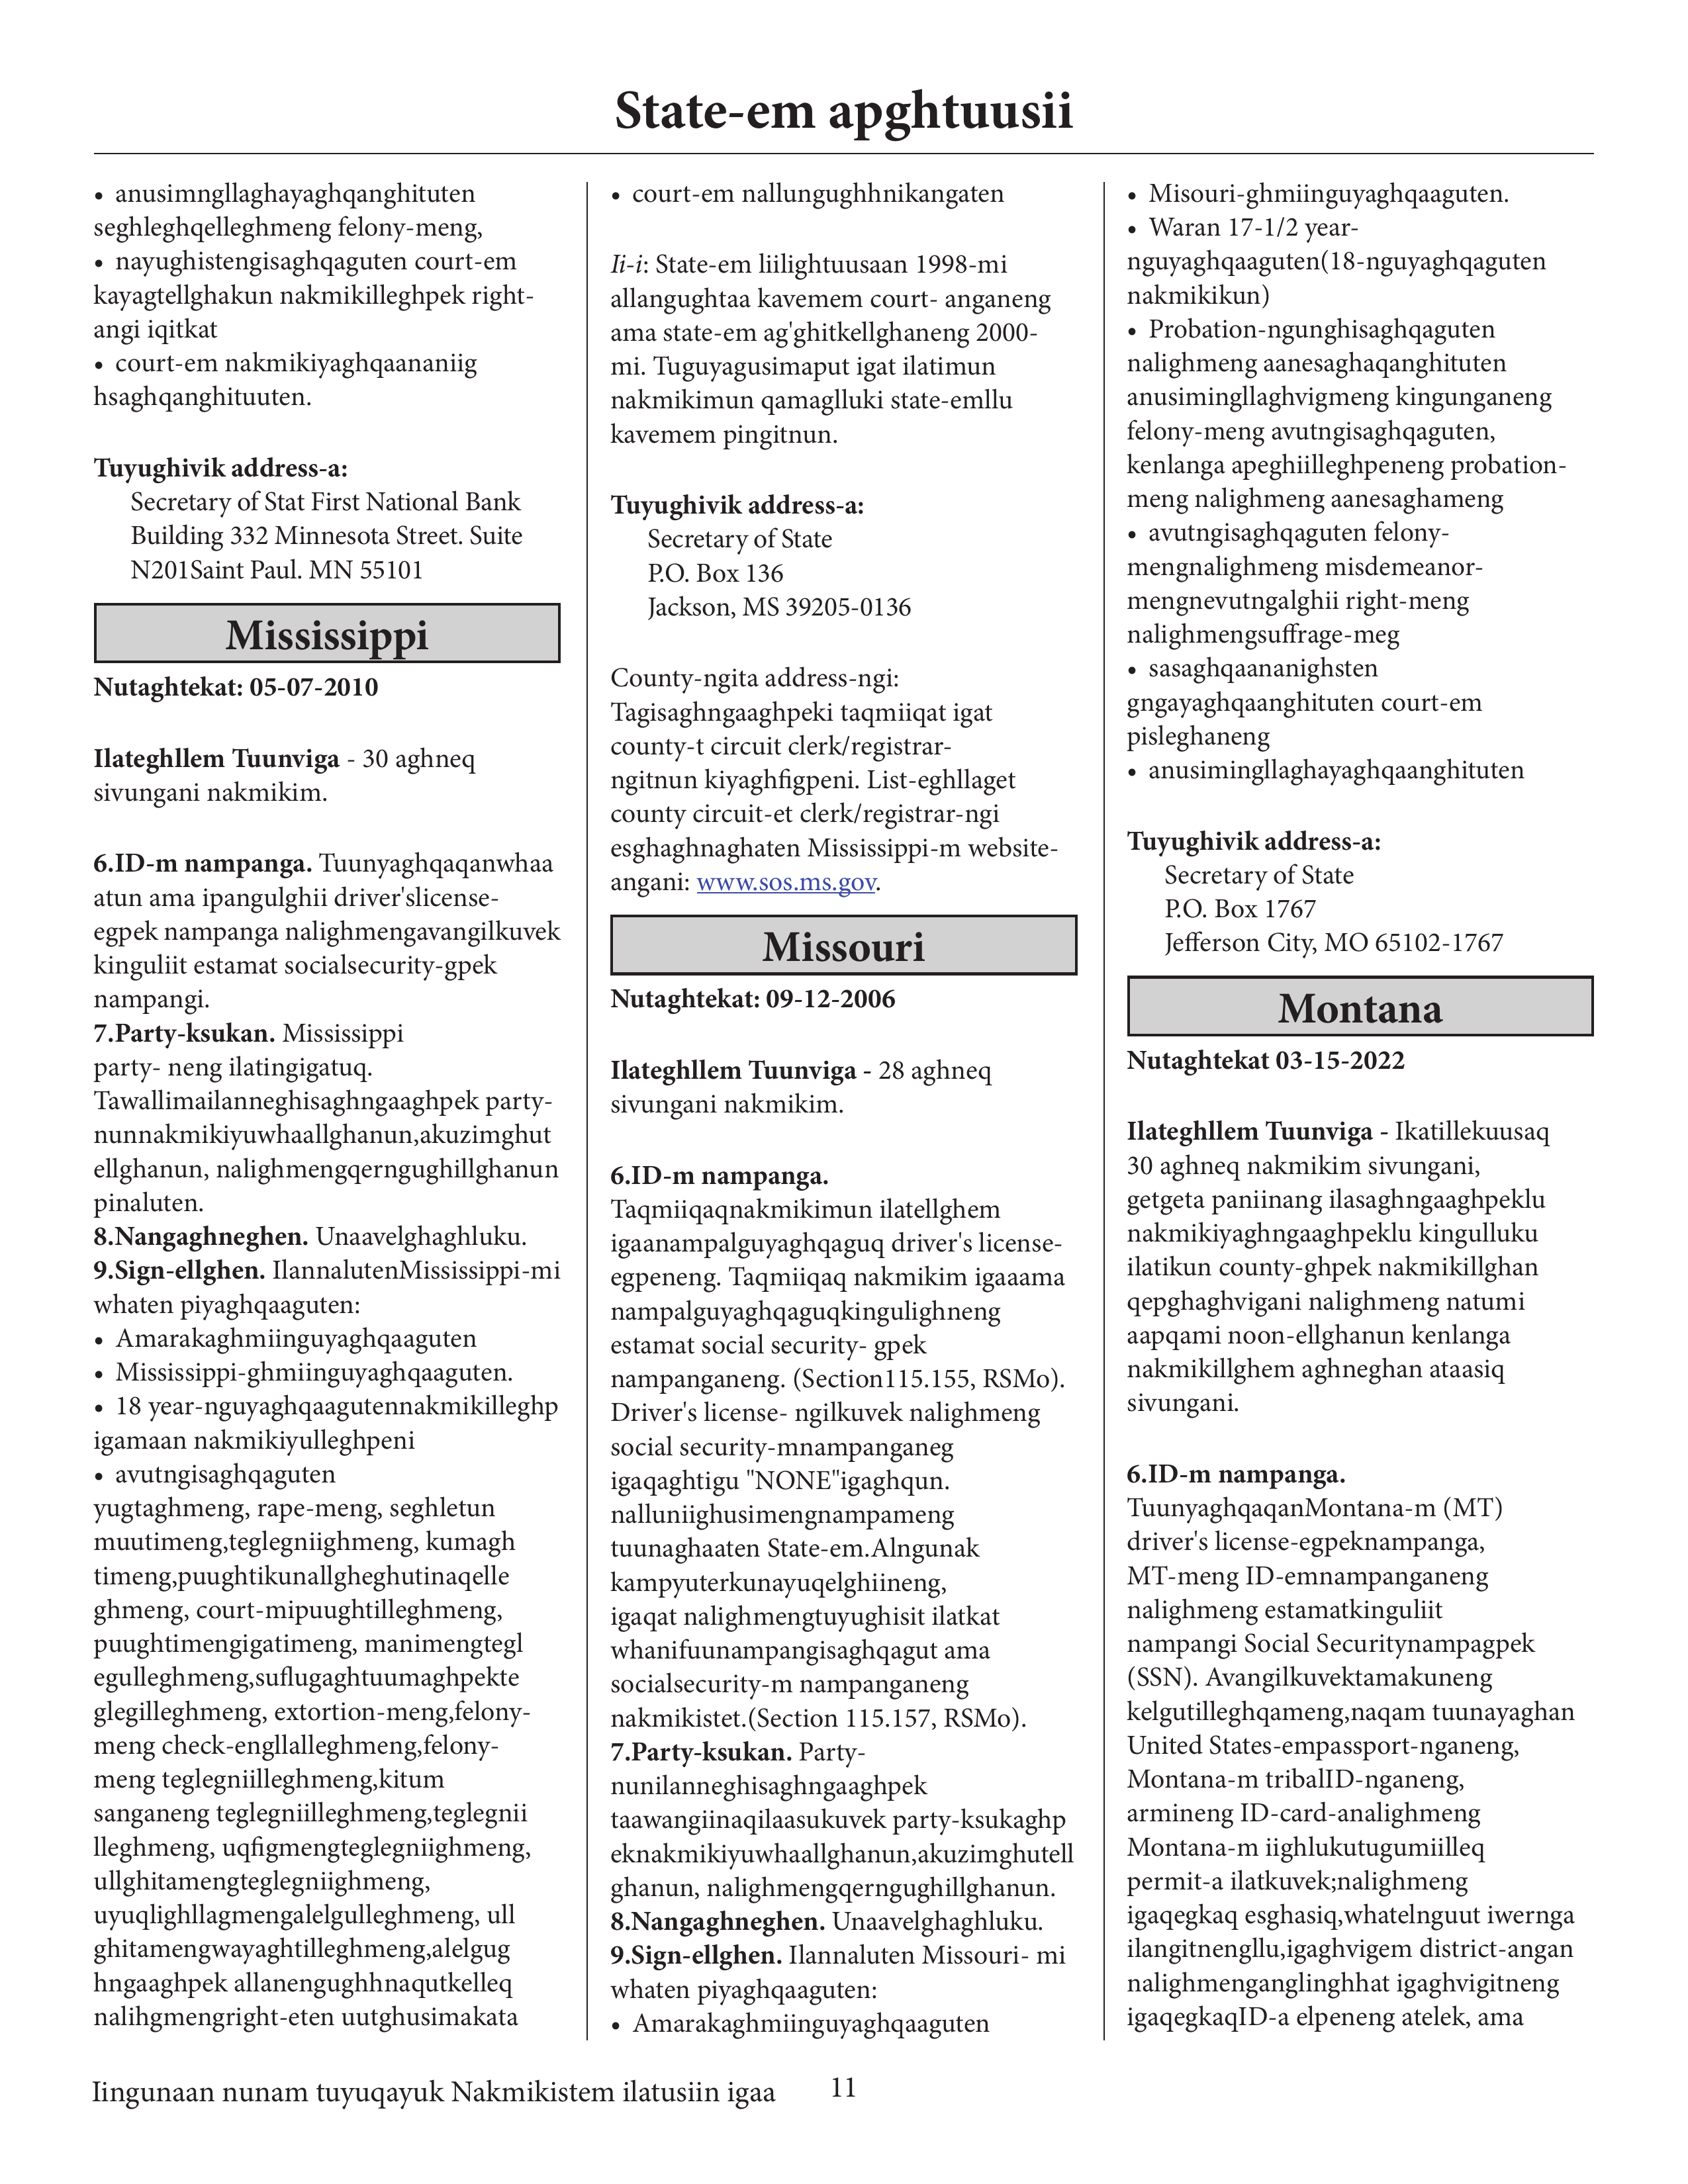 State-em apghtuusii
• anusimngllaghayaghqanghituten
seghleghqelleghmeng felony-meng,
• nayughistengisaghqaguten court-em
kayagtellghakun nakmikilleghpek right-
angi iqitkat
• court-em nakmikiyaghqaananiig
hsaghqanghituuten.
Tuyughivik address-a:
Secretary of Stat First National Bank
Building 332 Minnesota Street. Suite
N201Saint Paul. MN 55101
Mississippi
Nutaghtekat: 05-07-2010
Ilateghllem Tuunviga - 30 aghneq
sivungani nakmikim.
6.ID-m nampanga. Tuunyaghqaqanwhaa
atun ama ipangulghii driver'slicense-
egpek nampanga nalighmengavangilkuvek
kinguliit estamat socialsecurity-gpek
nampangi.
7.Party-ksukan. Mississippi
party- neng ilatingigatuq.
Tawallimailanneghisaghngaaghpek party-
nunnakmikiyuwhaallghanun,akuzimghut
ellghanun, nalighmengqerngughillghanun
pinaluten.
8.Nangaghneghen. Unaavelghaghluku.
9.Sign-ellghen. IlannalutenMississippi-mi
whaten piyaghqaaguten:
• Amarakaghmiinguyaghqaaguten
• Mississippi-ghmiinguyaghqaaguten.
• 18 year-nguyaghqaagutennakmikilleghp
igamaan nakmikiyulleghpeni
• avutngisaghqaguten
yugtaghmeng, rape-meng, seghletun
muutimeng,teglegniighmeng, kumagh
timeng,puughtikunallgheghutinaqelle
ghmeng, court-mipuughtilleghmeng,
puughtimengigatimeng, manimengtegl
egulleghmeng,suflugaghtuumaghpekte
glegilleghmeng, extortion-meng,felony-
meng check-engllalleghmeng,felony-
meng teglegniilleghmeng,kitum
sanganeng teglegniilleghmeng,teglegnii
lleghmeng, uqfigmengteglegniighmeng,
ullghitamengteglegniighmeng,
uyuqlighllagmengalelgulleghmeng, ull
ghitamengwayaghtilleghmeng,alelgug
hngaaghpek allanengughhnaqutkelleq
nalihgmengright-eten uutghusimakata
• court-em nallungughhnikangaten
Ii-i: State-em liilightuusaan 1998-mi
allangughtaa kavemem court- anganeng
ama state-em ag'ghitkellghaneng 2000-
mi. Tuguyagusimaput igat ilatimun
nakmikimun qamaglluki state-emllu
kavemem pingitnun.
Tuyughivik address-a:
Secretary of State
P.O. Box 136
Jackson, MS 39205-0136
County-ngita address-ngi:
Tagisaghngaaghpeki taqmiiqat igat
county-t circuit clerk/registrar-
ngitnun kiyaghfigpeni. List-eghllaget
county circuit-et clerk/registrar-ngi
esghaghnaghaten Mississippi-m website-
angani: www.sos.ms.gov.
Missouri
Nutaghtekat: 09-12-2006
Ilateghllem Tuunviga - 28 aghneq
sivungani nakmikim.
6.ID-m nampanga.
Taqmiiqaqnakmikimun ilatellghem
igaanampalguyaghqaguq driver's license-
egpeneng. Taqmiiqaq nakmikim igaaama
nampalguyaghqaguqkingulighneng
estamat social security- gpek
nampanganeng. (Section115.155, RSMo).
Driver's license- ngilkuvek nalighmeng
social security-mnampanganeg
igaqaghtigu "NONE"igaghqun.
nalluniighusimengnampameng
tuunaghaaten State-em.Alngunak
kampyuterkunayuqelghiineng,
igaqat nalighmengtuyughisit ilatkat
whanifuunampangisaghqagut ama
socialsecurity-m nampanganeng
nakmikistet.(Section 115.157, RSMo).
7.Party-ksukan. Party-
nunilanneghisaghngaaghpek
taawangiinaqilaasukuvek party-ksukaghp
eknakmikiyuwhaallghanun,akuzimghutell
ghanun, nalighmengqerngughillghanun.
8.Nangaghneghen. Unaavelghaghluku.
9.Sign-ellghen. Ilannaluten Missouri- mi
whaten piyaghqaaguten:
• Amarakaghmiinguyaghqaaguten
• Misouri-ghmiinguyaghqaaguten.
• Waran 17-1/2 year-
nguyaghqaaguten(18-nguyaghqaguten
nakmikikun)
• Probation-ngunghisaghqaguten
nalighmeng aanesaghaqanghituten
anusimingllaghvigmeng kingunganeng
felony-meng avutngisaghqaguten,
kenlanga apeghiilleghpeneng probation-
meng nalighmeng aanesaghameng
• avutngisaghqaguten felony-
mengnalighmeng misdemeanor-
mengnevutngalghii right-meng
nalighmengsuffrage-meg
• sasaghqaananighsten
gngayaghqaanghituten court-em
pisleghaneng
• anusimingllaghayaghqaanghituten
Tuyughivik address-a:
Secretary of State
P.O. Box 1767
Jefferson City, MO 65102-1767
Montana
Nutaghtekat 03-15-2022
Ilateghllem Tuunviga - Ikatillekuusaq
30 aghneq nakmikim sivungani,
getgeta paniinang ilasaghngaaghpeklu
nakmikiyaghngaaghpeklu kingulluku
ilatikun county-ghpek nakmikillghan
qepghaghvigani nalighmeng natumi
aapqami noon-ellghanun kenlanga
nakmikillghem aghneghan ataasiq
sivungani.
6.ID-m nampanga.
TuunyaghqaqanMontana-m (MT)
driver's license-egpeknampanga,
MT-meng ID-emnampanganeng
nalighmeng estamatkinguliit
nampangi Social Securitynampagpek
(SSN). Avangilkuvektamakuneng
kelgutilleghqameng,naqam tuunayaghan
United States-empassport-nganeng,
Montana-m tribalID-nganeng,
armineng ID-card-analighmeng
Montana-m iighlukutugumiilleq
permit-a ilatkuvek;nalighmeng
igaqegkaq esghasiq,whatelnguut iwernga
ilangitnengllu,igaghvigem district-angan
nalighmenganglinghhat igaghvigitneng
igaqegkaqID-a elpeneng atelek, ama
Iingunaan nunam tuyuqayuk Nakmikistem ilatusiin igaa
11